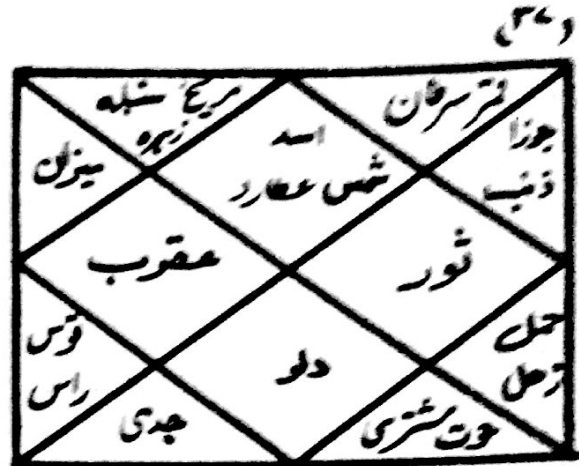 (۳۷)
قمر سرطان
مریخ سنبلہ
زہرہ
اسد
شمس عطارد
جوزا
ذنب
میزان
ثور
عقرب
حمل
زحل
قوس
راس
دلو
حوت مشتری
جدی